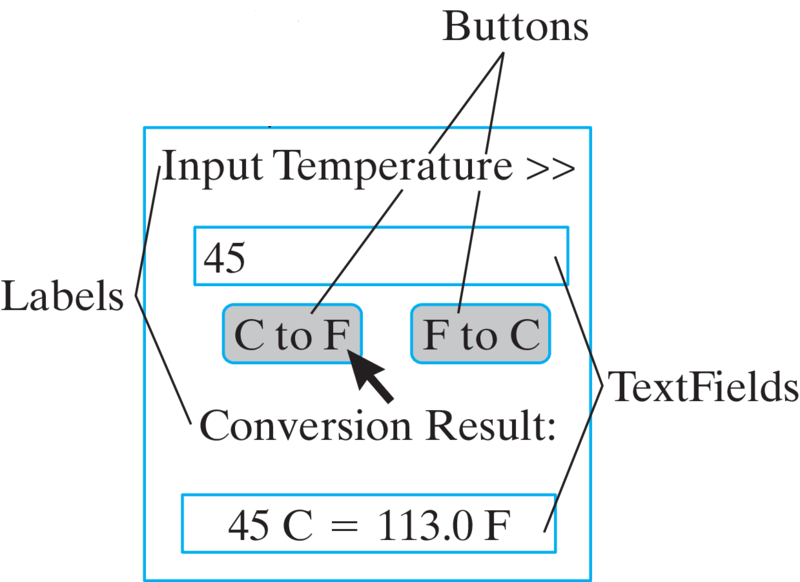 Buttons
Input Temperature >>
45
Labels
C to F
F to C
TextFields
Conversion Result:
45 C = 113.0 F